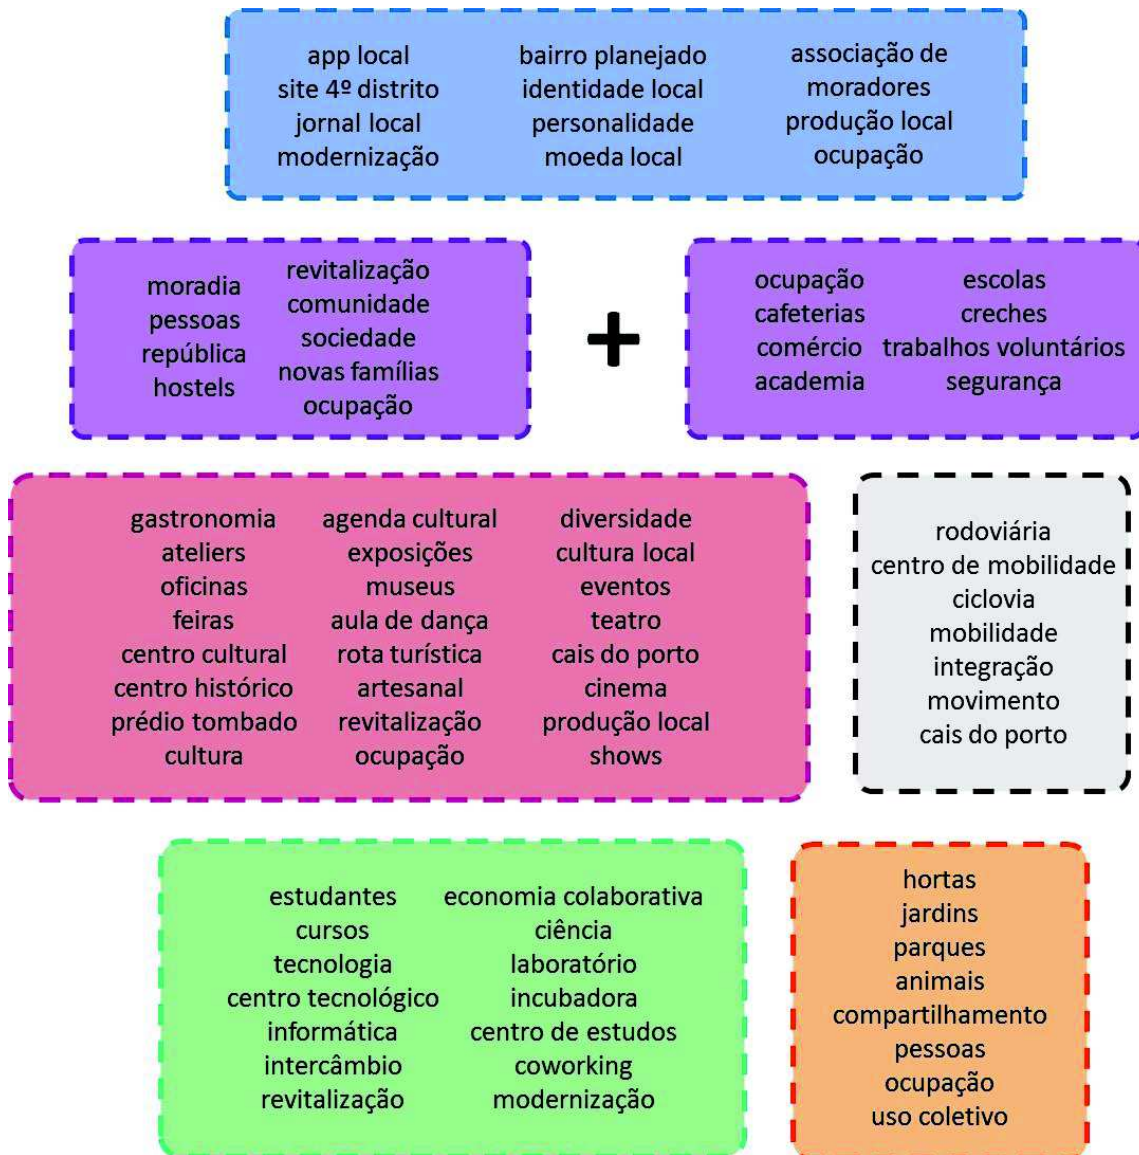 app local
site 4º distrito
jornal local
modernização
bairro planejado
identidade local
personalidade
moeda local
associação de
moradores
produção local
ocupação
moradia
pessoas
república
hostels
revitalização
comunidade
sociedade
novas famílias
ocupação
+
ocupação
cafeterias
comércio
academia
escolas
creches
trabalhos voluntários
segurança
gastronomia
ateliers
oficinas
feiras
centro cultural
centro histórico
prédio tombado
cultura
agenda cultural
exposições
museus
aula de dança
rota turística
artesanal
revitalização
ocupação
diversidade
cultura local
eventos
teatro
cais do porto
cinema
produção local
shows
rodoviária
centro de mobilidade
ciclovia
mobilidade
integração
movimento
cais do porto
estudantes
cursos
tecnologia
centro tecnológico
informática
intercâmbio
revitalização
economia colaborativa
ciência
laboratório
incubadora
centro de estudos
coworking
modernização
hortas
jardins
parques
animais
compartilhamento
pessoas
ocupação
uso coletivo